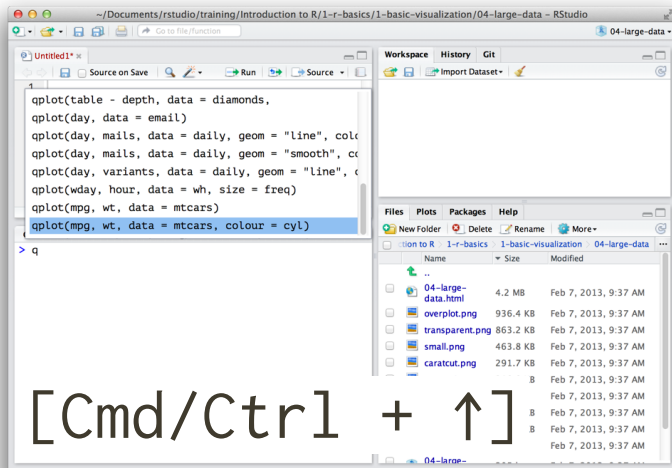 ~/Documents/rstudio/training/Introduction to R/1-r-basics/1-basic-visualization/04-large-data - RStudio
Go to file/function
04-large-data
Untitled1*
Source on Save
Run
Source
1
qplot(table - depth, data = diamonds,
qplot(day, data = email)
qplot(day, mails, data = daily, geom = "line", colo
qplot(day, mails, data = daily, geom = "smooth", co
qplot(day, variants, data = daily, geom = "line", c
qplot(wday, hour, data = wh, size = freq)
qplot(mpg, wt, data = mtcars)
qplot(mpg, wt, data = mtcars, colour = cyl)
> q
Workspace History Git
Import Dataset
Files Plots Packages Help
New Folder Delete Rename More
ction to R 1-r-basics 1-basic-visualization 04-large-data ...
Name Size Modified
..
04-large-data.html 4.2 MB Feb 7, 2013, 9:37 AM
overplot.png 936.4 KB Feb 7, 2013, 9:37 AM
transparent.png 863.2 KB Feb 7, 2013, 9:37 AM
small.png 463.8 KB Feb 7, 2013, 9:37 AM
caratcut.png 291.7 KB Feb 7, 2013, 9:37 AM
B Feb 7, 2013, 9:37 AM
Feb 7, 2013, 9:37 AM
B Feb 7, 2013, 9:37 AM
B Feb 7, 2013, 9:37 AM
Feb 7, 2013, 9:37 AM
04-large-
[Cmd/Ctrl + ↑]